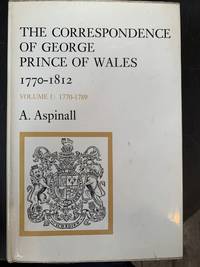 THE CORRESPONDENCE
OF GEORGE
PRINCE OF WALES
1770-1812
VOLUME I: 1770-1789
A. Aspinall